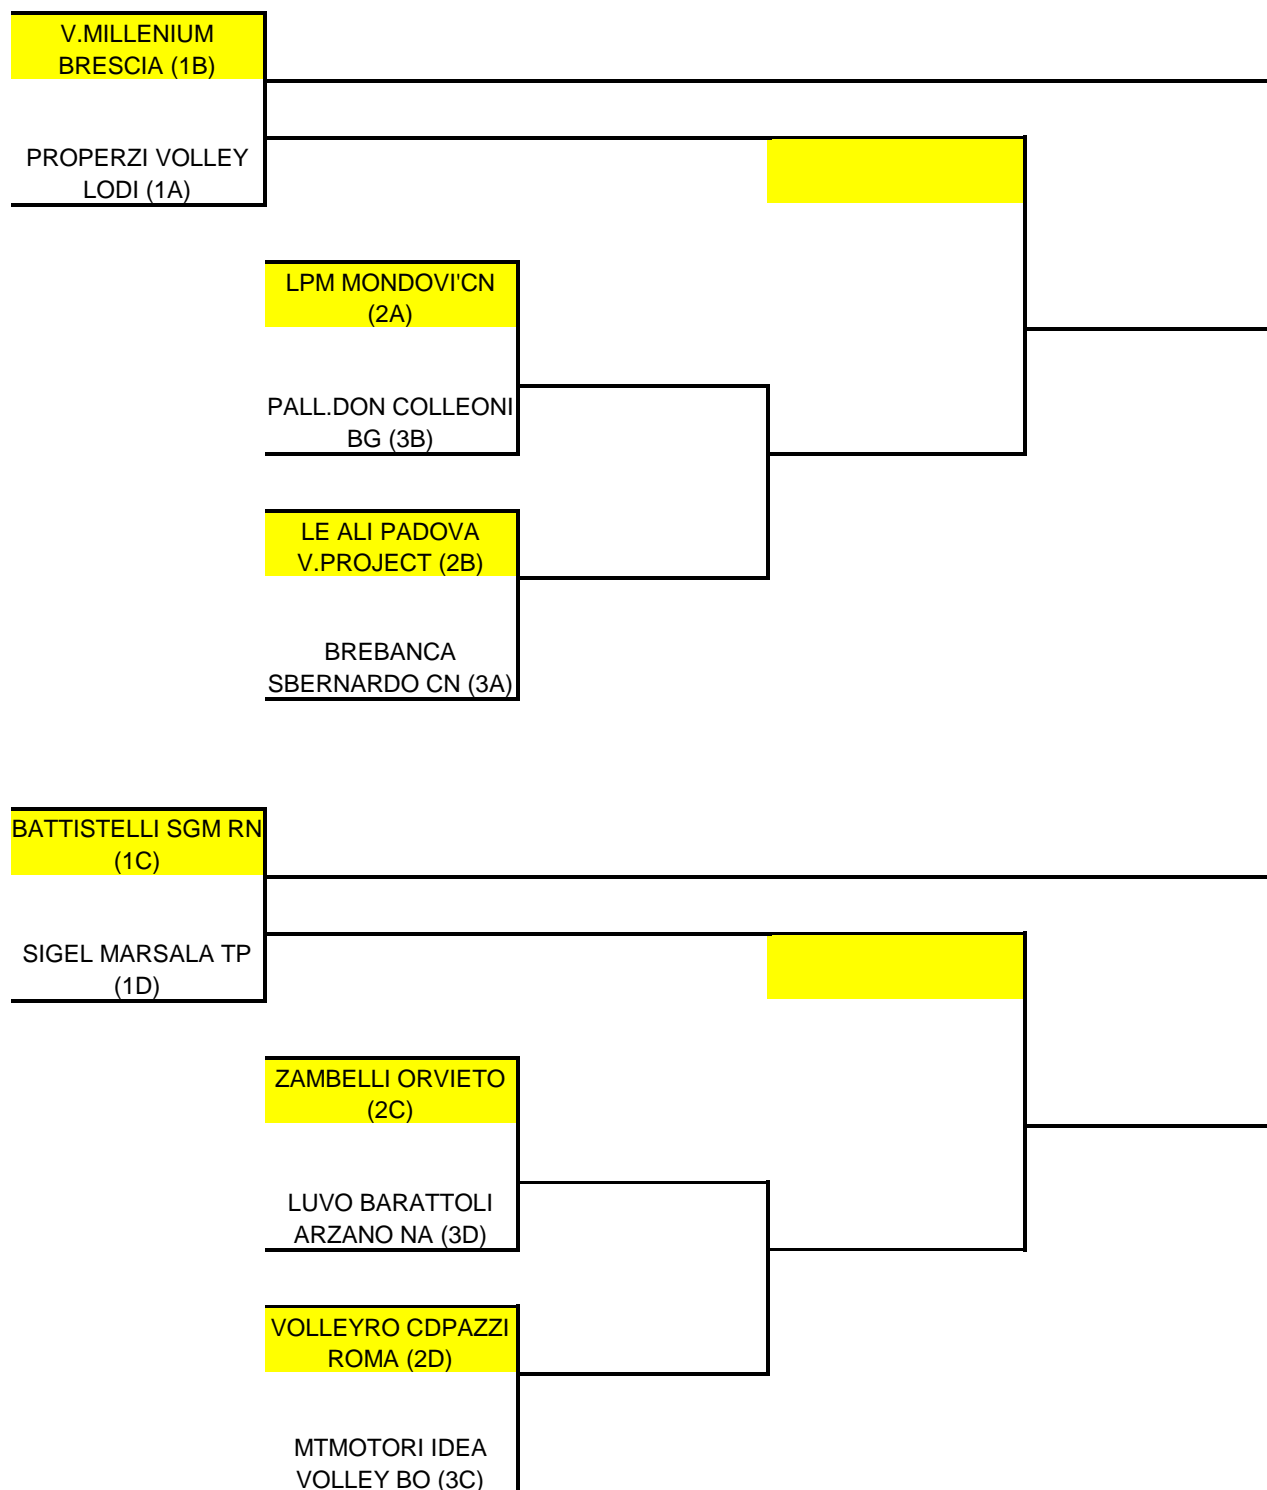 V.MILLENIUM
BRESCIA (1B)
PROPERZI VOLLEY
LODI (1A)
LPM MONDOVI'CN
(2A)
PALL.DON COLLEONI
BG (3B)
LE ALI PADOVA
V.PROJECT (2B)
BREBANCA
SBERNARDO CN (3A)
BATTISTELLI SGM RN
(1C)
SIGEL MARSALA TP
(1D)
ZAMBELLI ORVIETO
(2C)
LUVO BARATTOLI
ARZANO NA (3D)
VOLLEYRO CDPAZZI
ROMA (2D)
MTMOTORI IDEA
VOLLEY BO (3C)